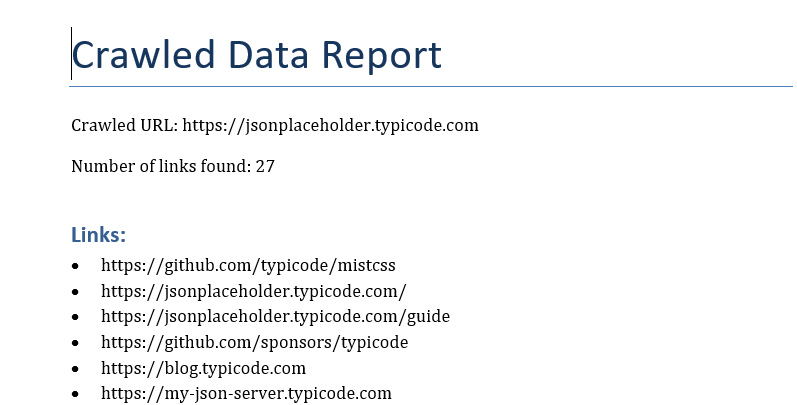 Crawled Data Report
Crawled URL: https://jsonplaceholder.typicode.com
Number of links found: 27
Links:
• https://github.com/typicode/mistcss
• https://jsonplaceholder.typicode.com/
• https://jsonplaceholder.typicode.com/guide
• https://github.com/sponsors/typicode
• https://blog.typicode.com
• https://my-json-server.typicode.com